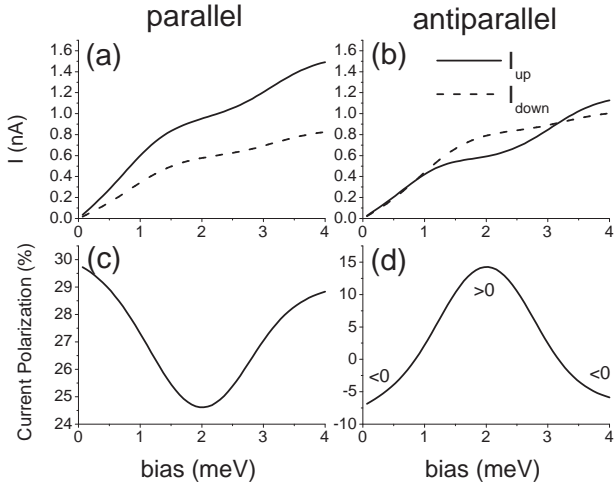 parallel
antiparallel
(a)
I (nA)
1.6
1.4
1.2
1.0
0.8
0.6
0.4
0.2
0.0
0 1 2 3 4
(b)
I up
I down
1.6
1.4
1.2
1.0
0.8
0.6
0.4
0.2
0.0
0 1 2 3 4
(c)
Current Polarization (%)
30
29
28
27
26
25
24
0 1 2 3 4
bias (meV)
(d)
15
10
5
0
-5
-10
<0
>0
<0
0 1 2 3 4
bias (meV)